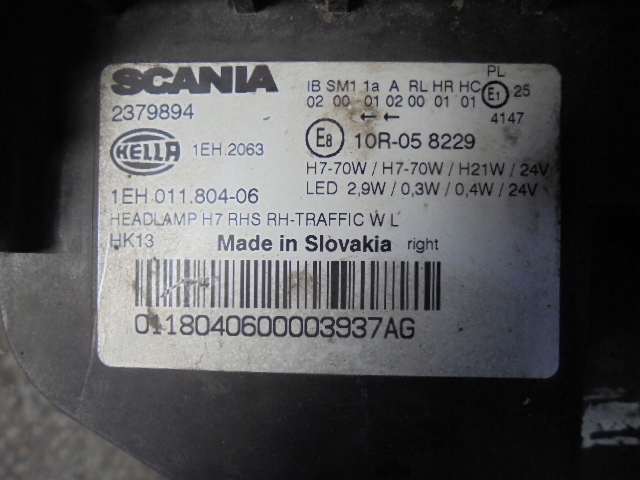 SCANIA
2379894
IB SM1 1a A RL HR HC PL
02 00 01 02 00 01 01 E1 25
← ← 4147
HELLA 1EH.2063
E8 10R-05 8229
H7-70W / H7-70W / H21W / 24V
LED 2,9W / 0,3W / 0,4W / 24V
1EH 011.804-06
HEADLAMP H7 RHS RH-TRAFFIC W L
HK13 Made in Slovakia right
0118040600003937AG